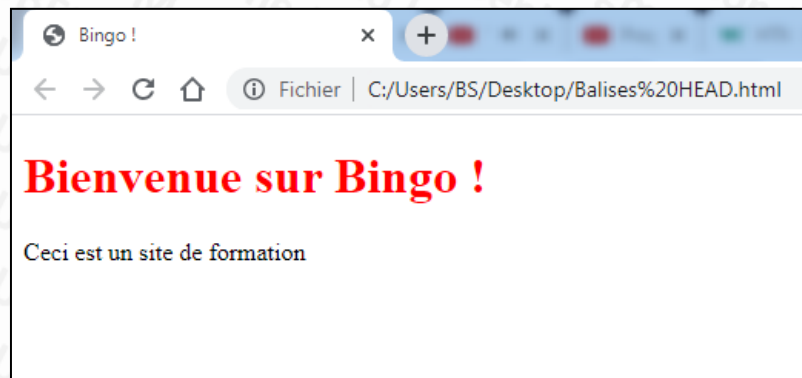 Bingo !
Fichier | C:/Users/BS/Desktop/Balises%20HEAD.html
Bienvenue sur Bingo !
Ceci est un site de formation